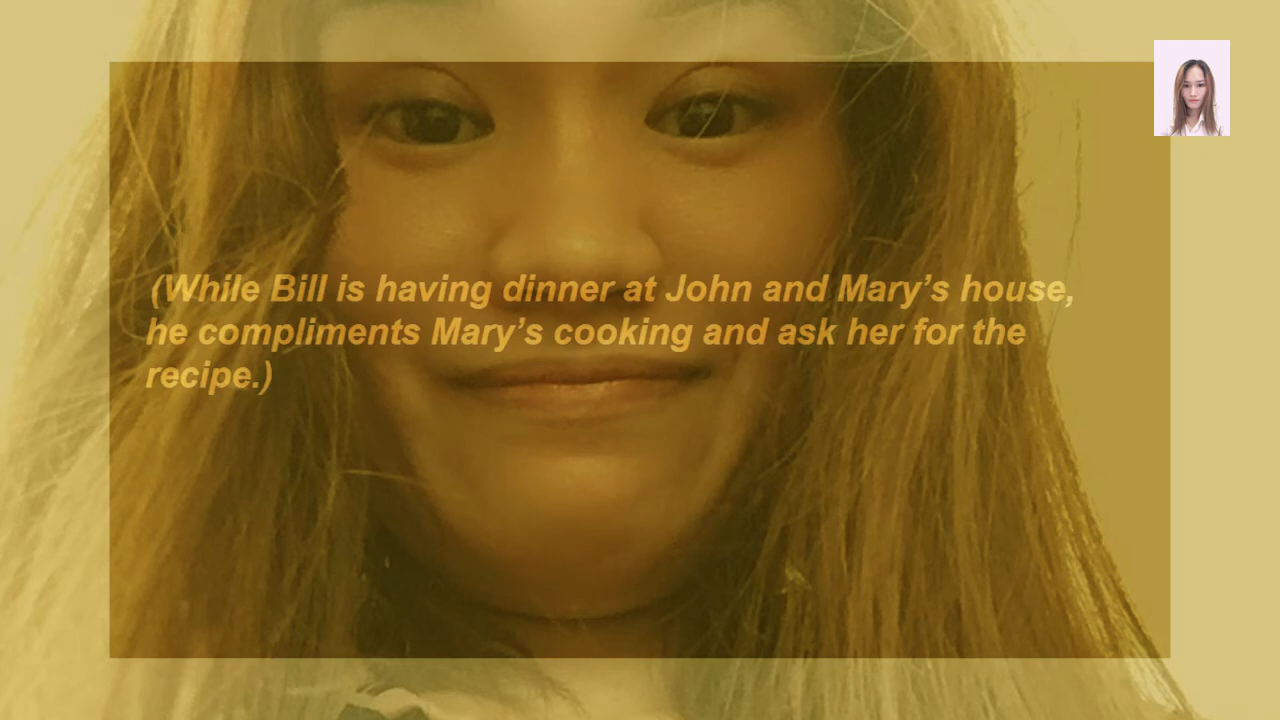 (While Bill is having dinner at John and Mary’s house,
he compliments Mary’s cooking and ask her for the
recipe.)